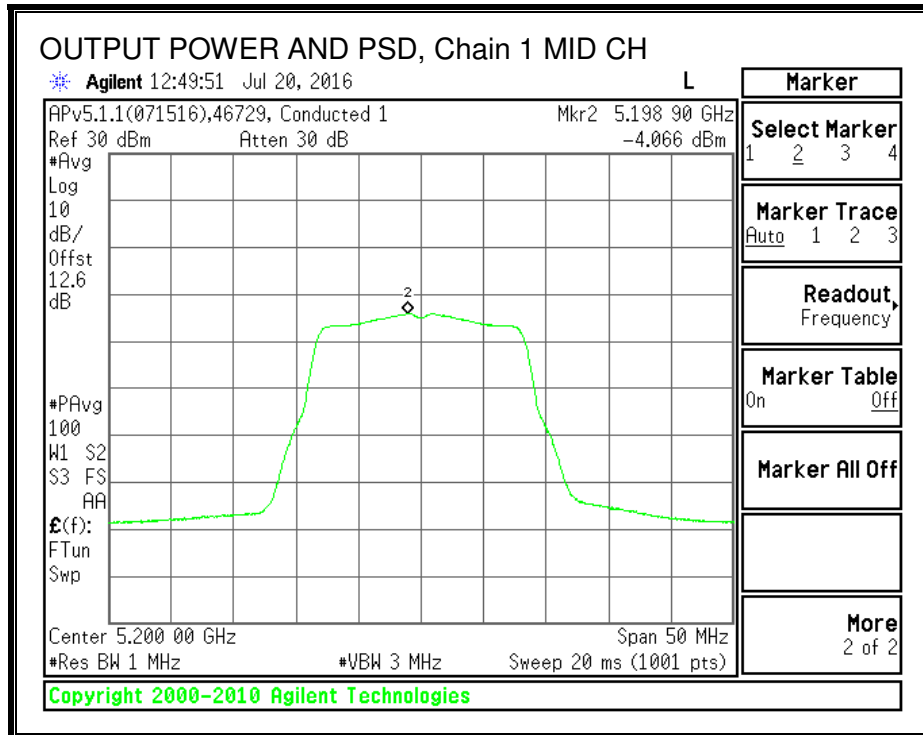 OUTPUT POWER AND PSD, Chain 1 MID CH
Agilent 12:49:51 Jul 20, 2016 L
APv5.1.1(071516),46729, Conducted 1 Mkr2 5.198 90 GHz
Ref 30 dBm Atten 30 dB -4.066 dBm
#Avg
Log
10
dB/
Offst
12.6
dB
2
#PAvg
100
W1 S2
S3 FS
AA
£(f):
FTun
Swp
Center 5.200 00 GHz Span 50 MHz
#Res BW 1 MHz #VBW 3 MHz Sweep 20 ms (1001 pts)
Copyright 2000-2010 Agilent Technologies
Marker
Select Marker
1 2 3 4
Marker Trace
Auto 1 2 3
Readout
Frequency
Marker Table
On Off
Marker All Off
More
2 of 2